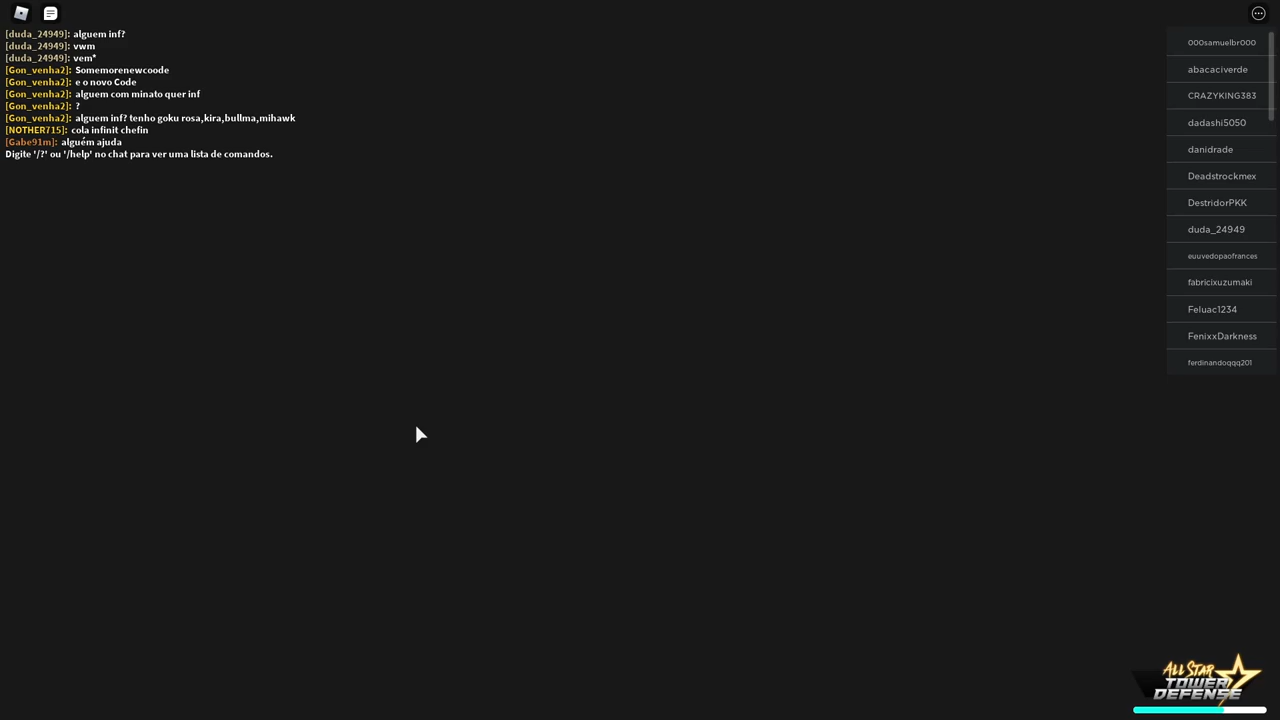 [duda_24949]: alguem inf?
[duda_24949]: vwm
[duda_24949]: vem*
[Gon_venha2]: Somemorenewcoode
[Gon_venha2]: e o novo Code
[Gon_venha2]: alguem com minato quer inf
[Gon_venha2]: ?
[Gon_venha2]: alguem inf? tenho goku rosa,kira,bullma,mihawk
[NOTHER715]: cola infinit chefin
[Gabe91m]: alguém ajuda
Digite '/?' ou '/help' no chat para ver uma lista de comandos.
000samuelbr000
abacaciverde
CRAZYKING383
dadashi5050
danidrade
Deadstrockmex
DestridorPKK
duda_24949
euuvedopaofrances
fabricixuzumaki
Feluac1234
FenixxDarkness
ferdinandoqqq201
ALL STAR
TOWER
DEFENSE